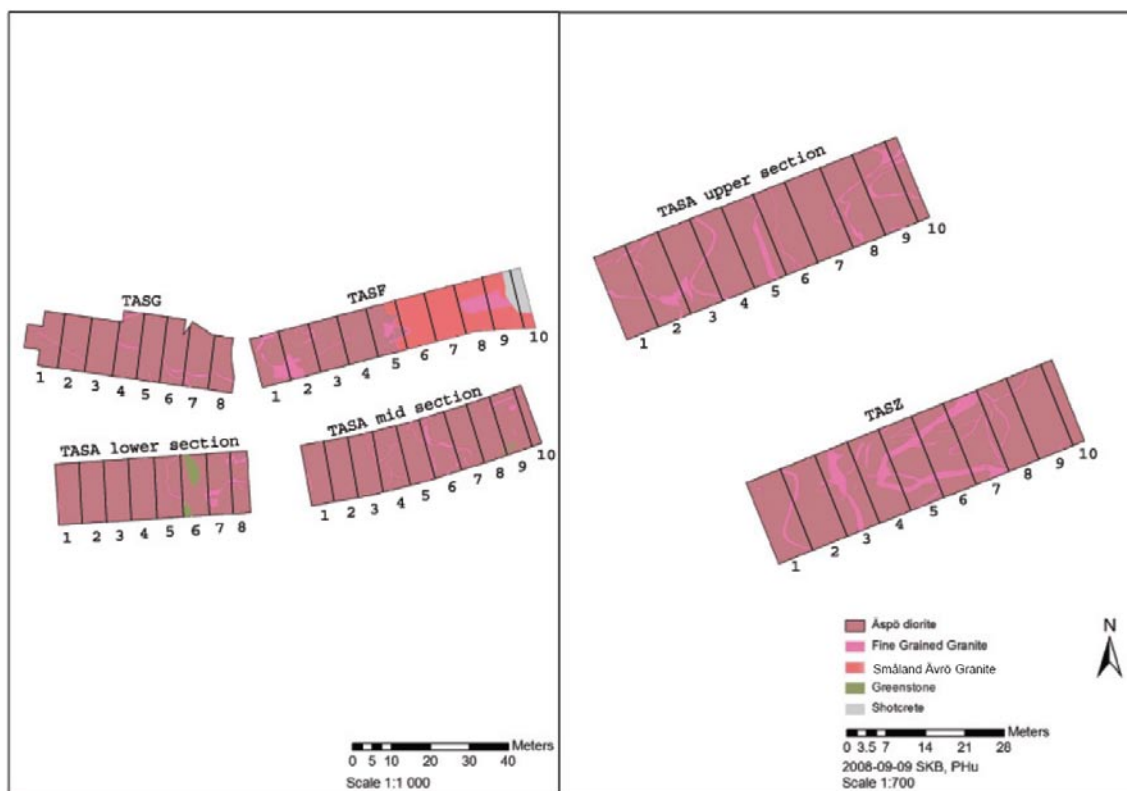 TASG
1 2 3 4 5 6 7 8
TASF
1 2 3 4 5 6 7 8 9 10
TASA lower section
1 2 3 4 5 6 7 8
TASA mid section
1 2 3 4 5 6 7 8 9 10
0 5 10 20 30 40 Meters
Scale 1:1 000
TASA upper section
1 2 3 4 5 6 7 8 9 10
TASZ
1 2 3 4 5 6 7 8 9 10
Äspö diorite
Fine Grained Granite
Småland Ävrö Granite
Greenstone
Shotcrete
N
0 3.5 7 14 21 28 Meters
2008-09-09 SKB, PHu
Scale 1:700